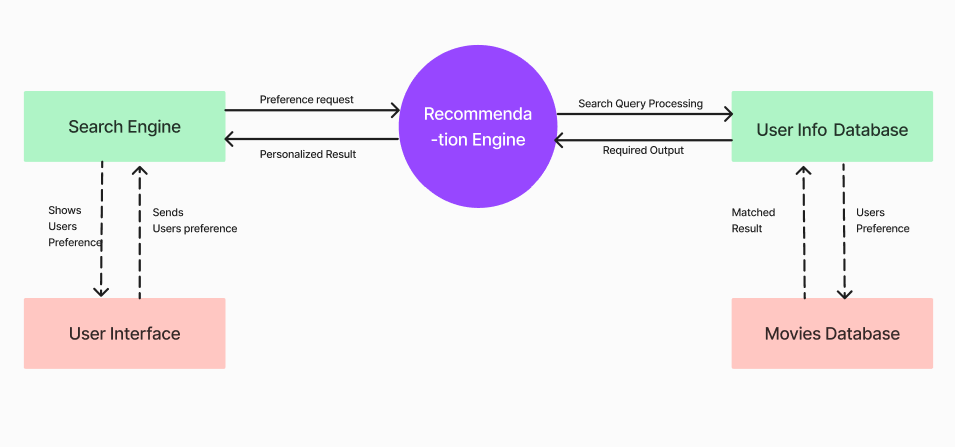 Preference request
Search Engine
Personalized Result
Recommenda
-tion Engine
Search Query Processing
Required Output
User Info Database
Shows
Users
Preference
Sends
Users preference
Matched
Result
Users
Preference
User Interface
Movies Database